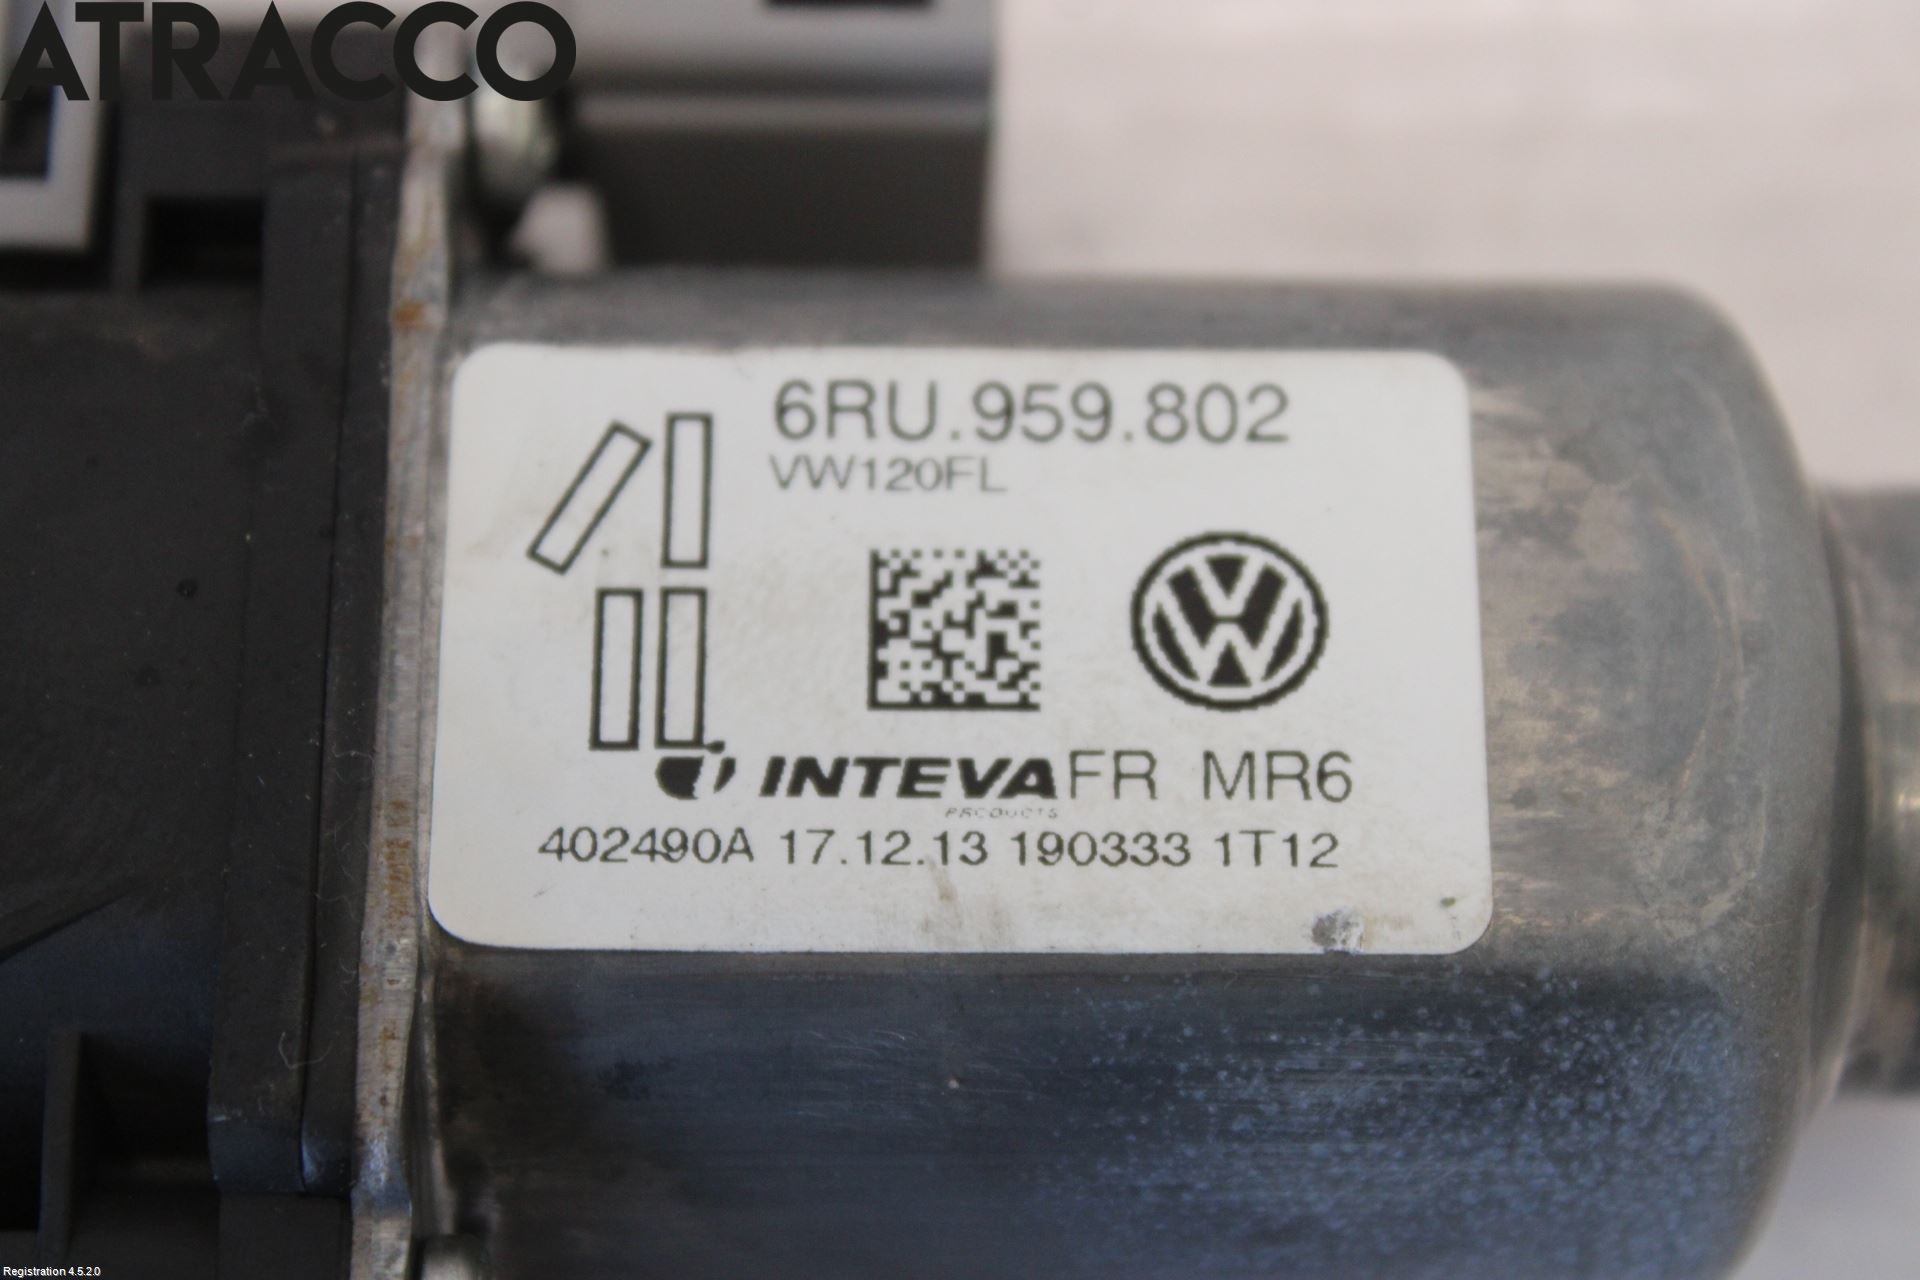 ATRACCO
6RU.959.802
VW120FL
INTEVA FR MR6
PRODUCTS
402490A 17.12.13 190333 1T12
Registration 4.5.2.0